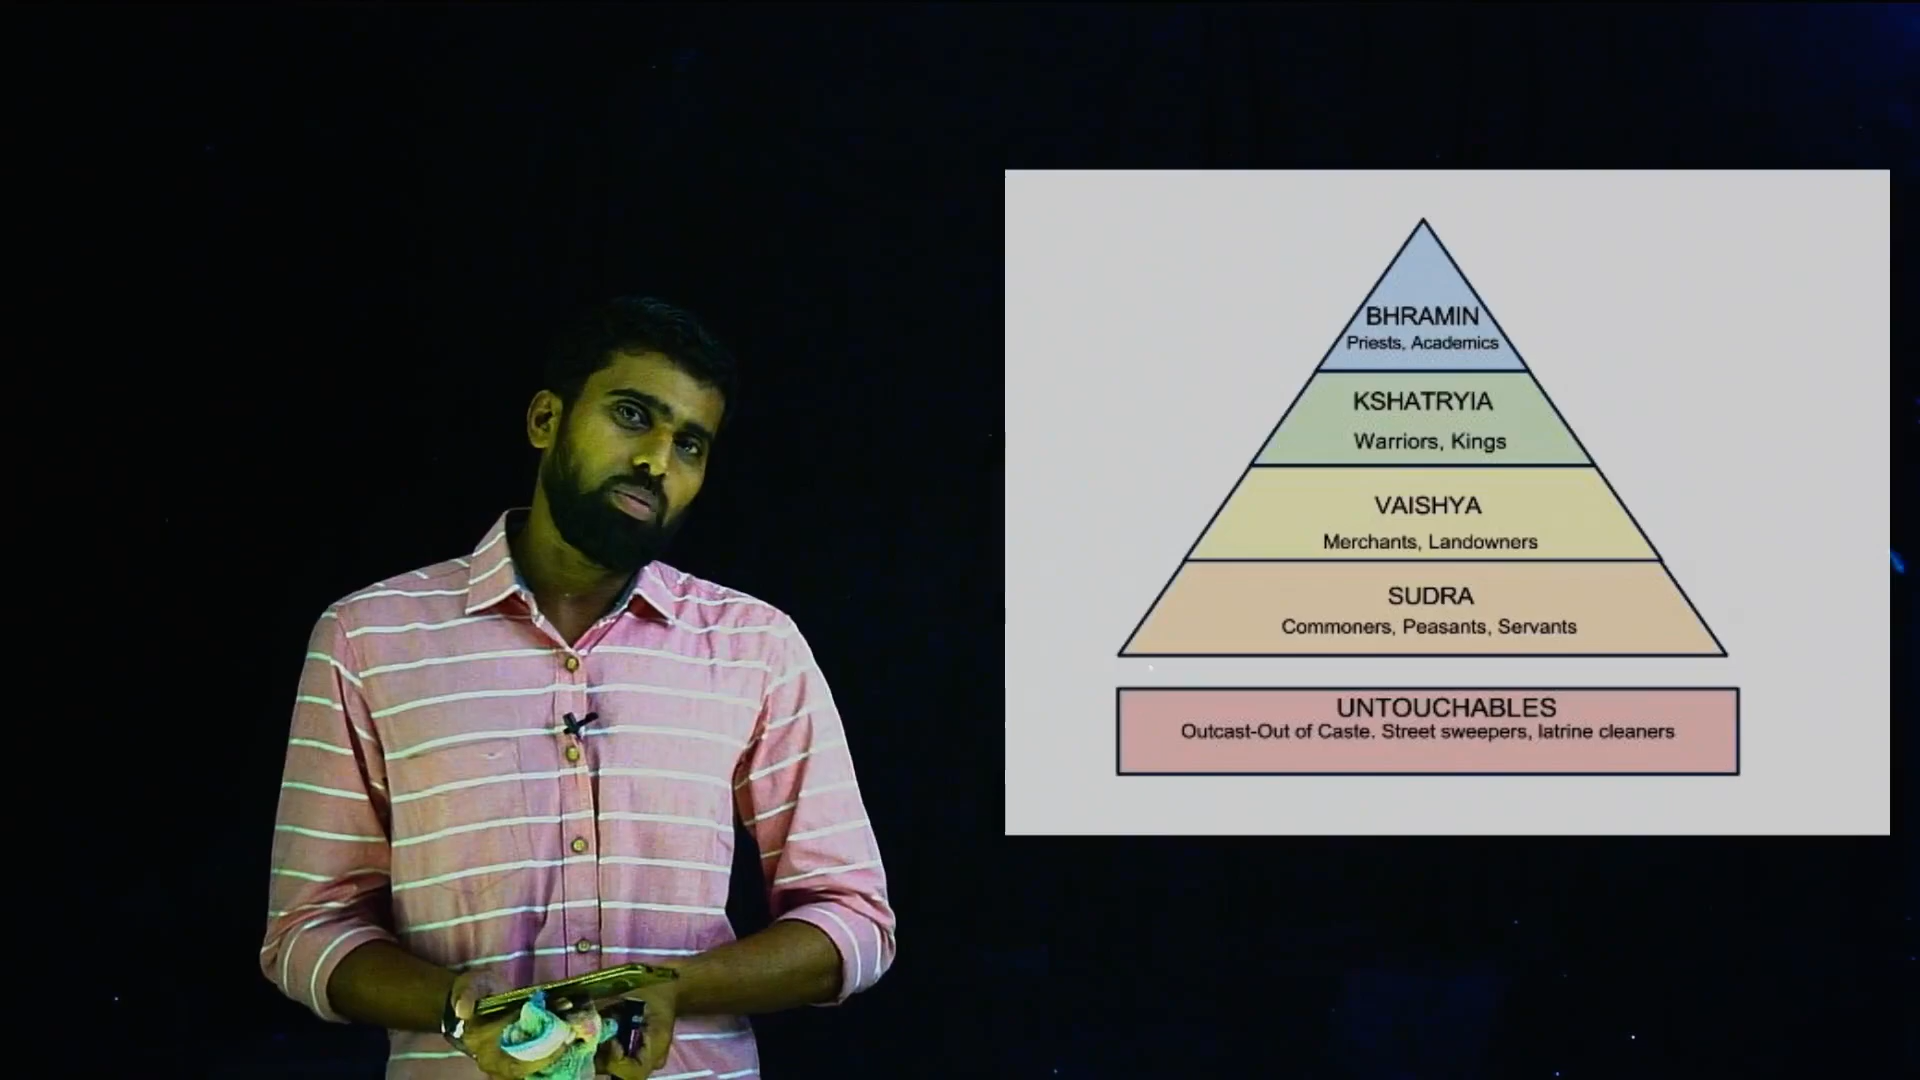 BHRAMIN
Priests, Academics
KSHATRYIA
Warriors, Kings
VAISHYA
Merchants, Landowners
SUDRA
Commoners, Peasants, Servants
UNTOUCHABLES
Outcast-Out of Caste. Street sweepers, latrine cleaners